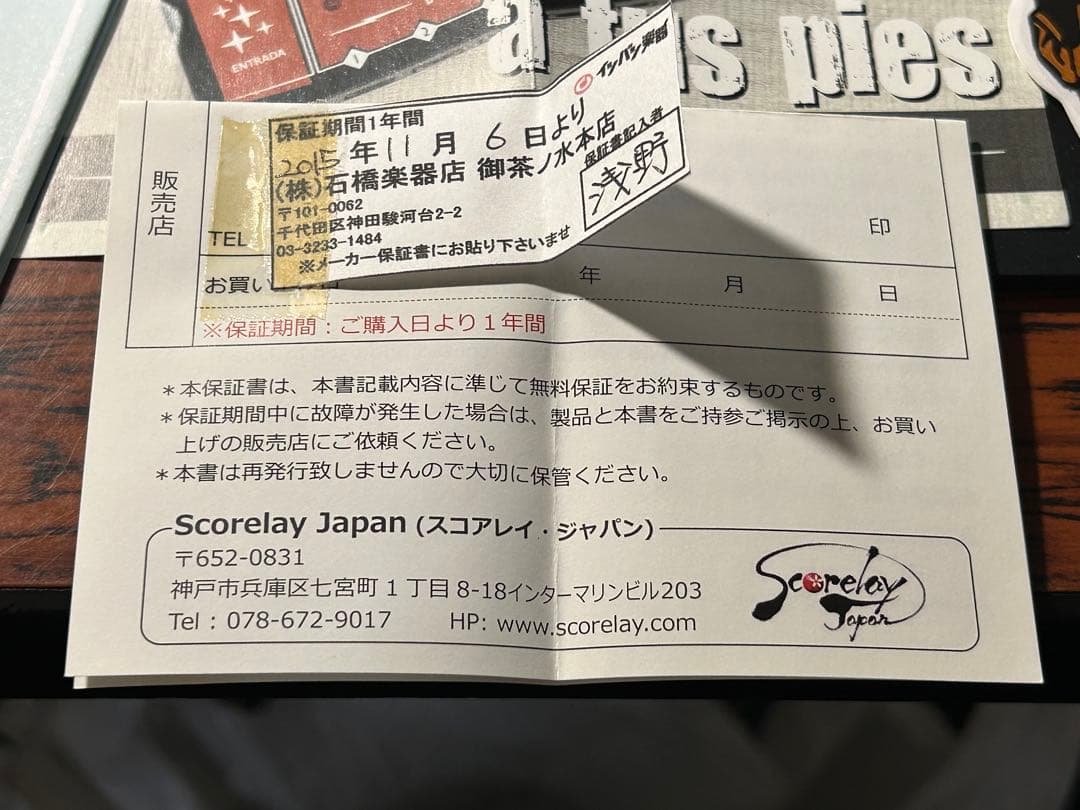 ENTRADA
1
2
a tus pies
イシバシ楽器
保証期間1年間
2015年11月6日より
(株)石橋楽器店 御茶ノ水本店
〒101-0062
千代田区神田駿河台2-2
03-3233-1484
※メーカー保証書にお貼り下さいませ
保証書記入者
浅野
販売店
TEL
印
お買い
日
年 月 日
※保証期間：ご購入日より１年間
＊本保証書は、本書記載内容に準じて無料保証をお約束するものです。
＊保証期間中に故障が発生した場合は、製品と本書をご持参ご掲示の上、お買い
上げの販売店にご依頼ください。
＊本書は再発行致しませんので大切に保管ください。
Scorelay Japan (スコアレイ・ジャパン)
〒652-0831
神戸市兵庫区七宮町１丁目8-18インターマリンビル203
Tel：078-672-9017 HP: www.scorelay.com
Scorelay
Japan